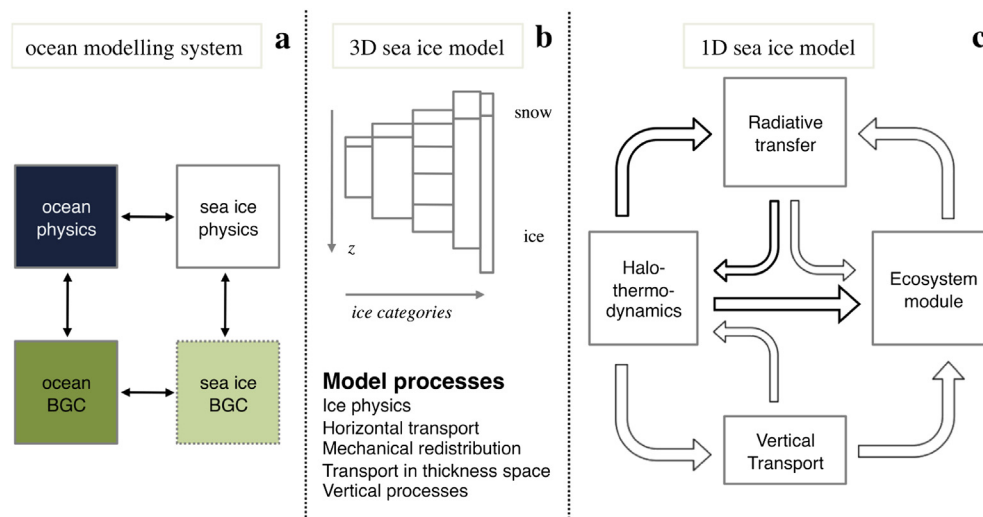 ocean modelling system
a
ocean
physics
sea ice
physics
ocean
BGC
sea ice
BGC
3D sea ice model
b
snow
z
ice
ice categories
Model processes
Ice physics
Horizontal transport
Mechanical redistribution
Transport in thickness space
Vertical processes
1D sea ice model
c
Radiative
transfer
Halo-
thermo-
dynamics
Ecosystem
module
Vertical
Transport